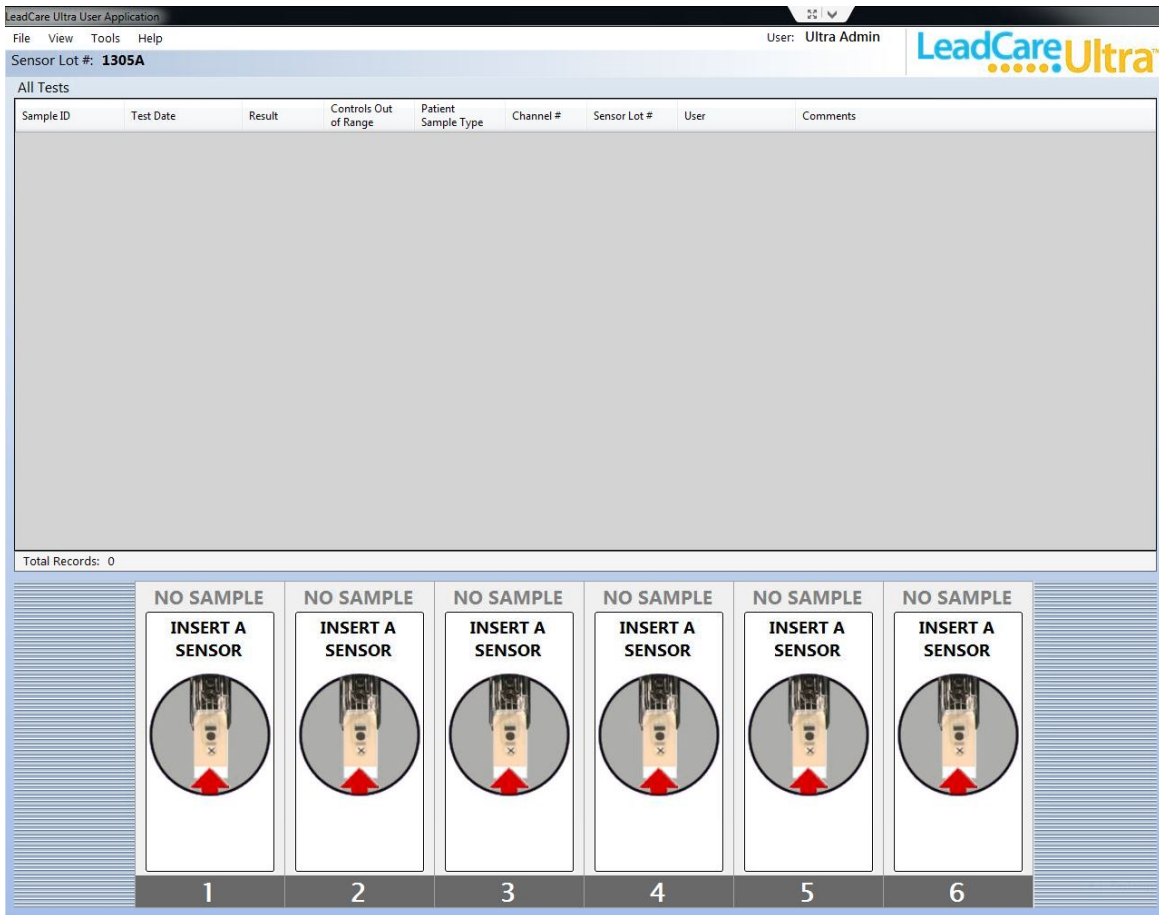 LeadCare Ultra User Application
File View Tools Help
User: Ultra Admin
LeadCare Ultra™
Sensor Lot #: 1305A
All Tests
Sample ID Test Date Result Controls Out of Range Patient Sample Type Channel # Sensor Lot # User Comments
Total Records: 0
NO SAMPLE NO SAMPLE NO SAMPLE NO SAMPLE NO SAMPLE NO SAMPLE
INSERT A INSERT A INSERT A INSERT A INSERT A INSERT A
SENSOR SENSOR SENSOR SENSOR SENSOR SENSOR
1 2 3 4 5 6